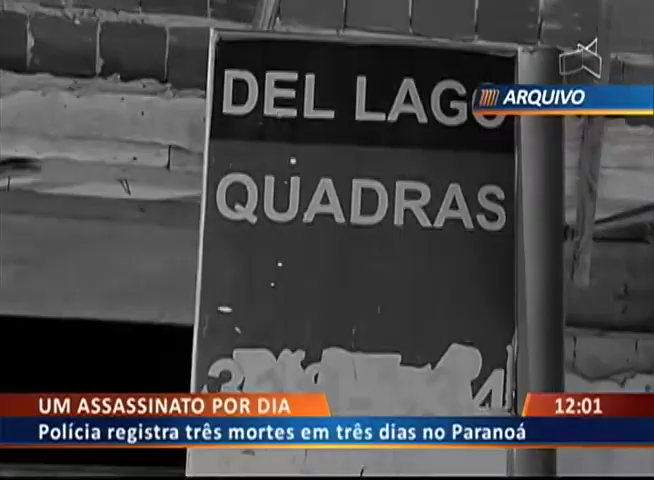 DEL LAGO
ARQUIVO
QUADRAS
UM ASSASSINATO POR DIA
12:01
Polícia registra três mortes em três dias no Paranoá